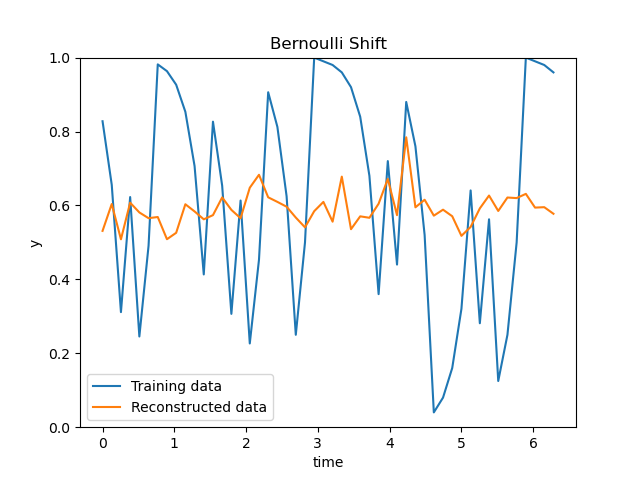 Bernoulli Shift
1.0
0.8
0.6
0.4
0.2
0.0
y
Training data
Reconstructed data
0 1 2 3 4 5 6
time